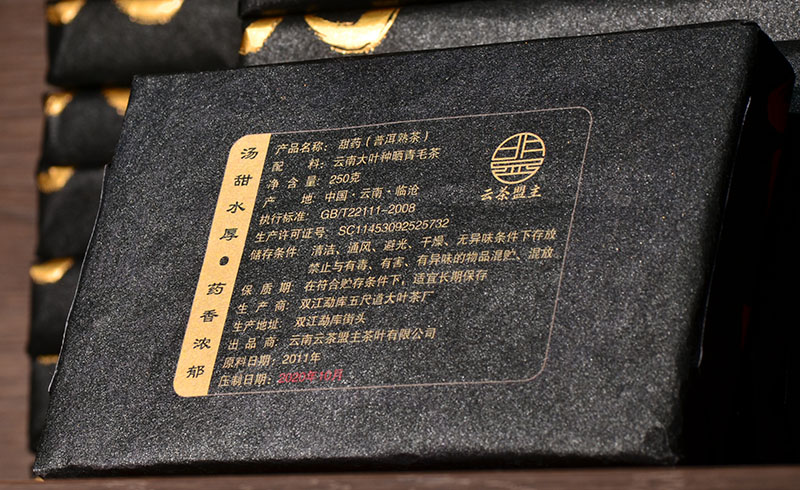 汤甜水厚●药香浓郁
产品名称：甜药（普洱熟茶）
配　　料：云南大叶种晒青毛茶
净 含 量：250克
产　　地：中国·云南·临沧
执行标准：GB/T22111-2008
生产许可证号：SC11453092525732
储存条件：清洁、通风、避光、干燥、无异味条件下存放
禁止与有毒、有害、有异味的物品混贮、混放
保 质 期：在符合贮存条件下，适宜长期保存
生 产 商：双江勐库五尺道大叶茶厂
生产地址：双江勐库街头
出 品 商：云南云茶盟主茶叶有限公司
原料日期：2011年
压制日期：2020年10月
云茶盟主